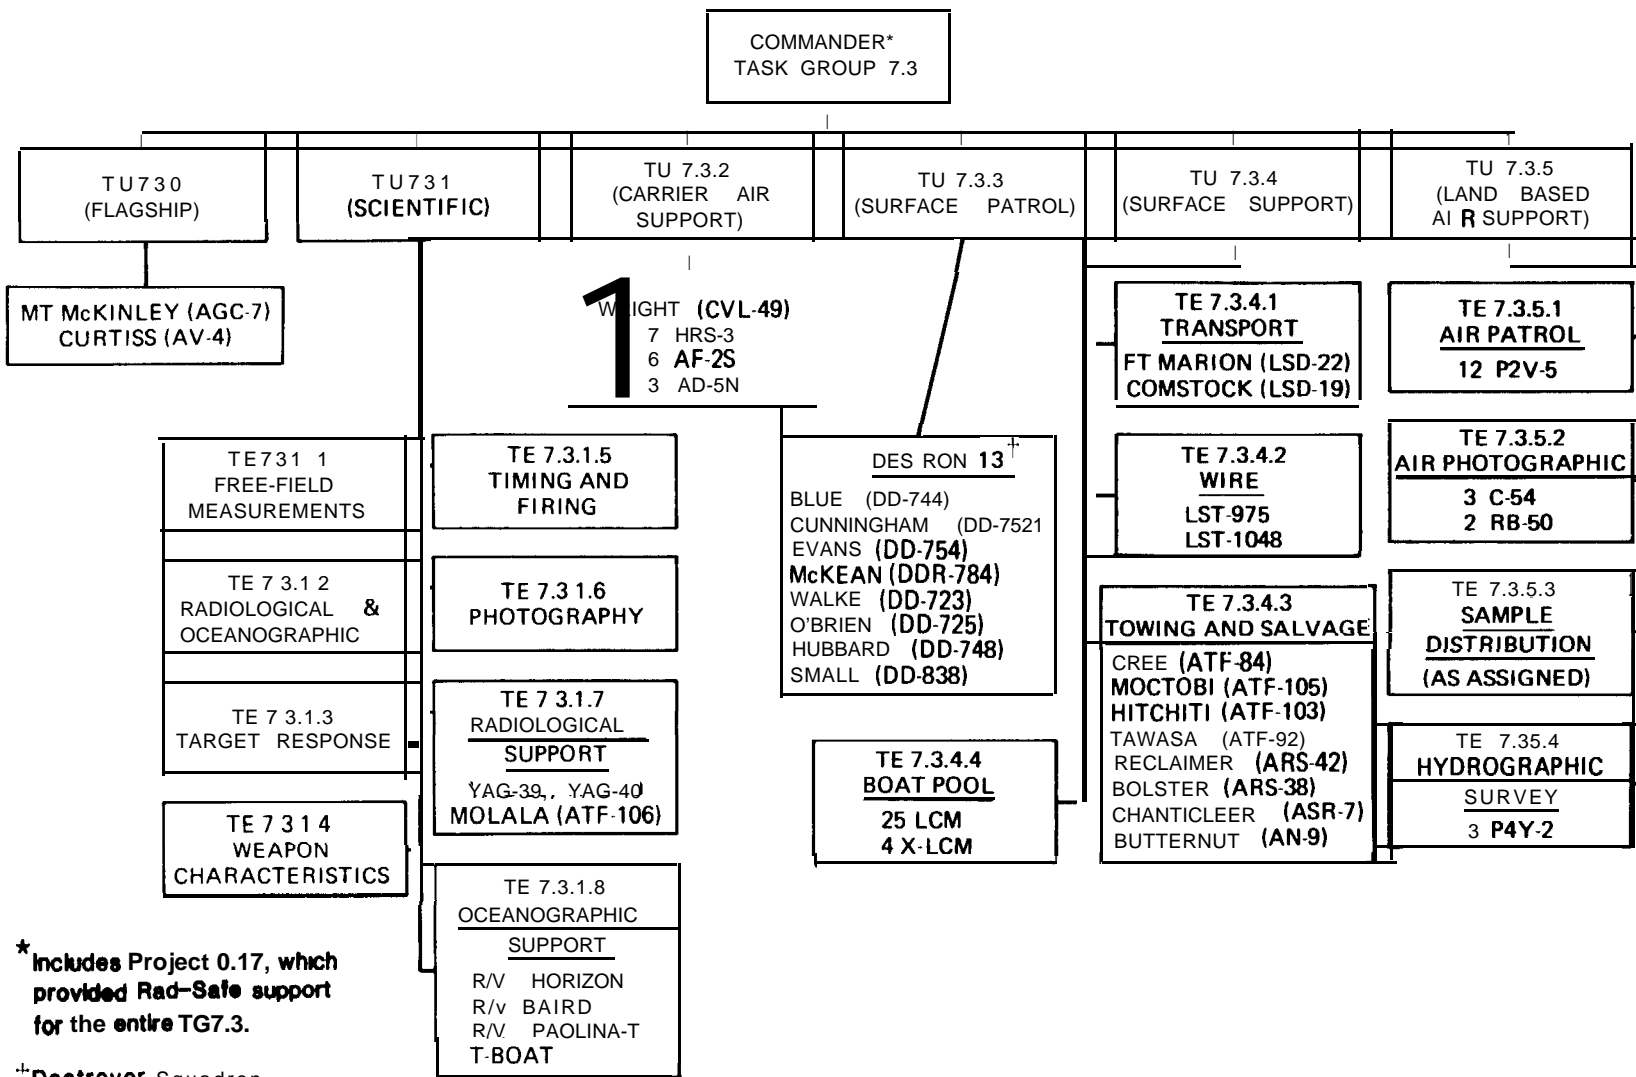 COMMANDER*
TASK GROUP 7.3
TU730
(FLAGSHIP)
TU731
(SCIENTIFIC)
TU 7.3.2
(CARRIER AIR
SUPPORT)
TU 7.3.3
(SURFACE PATROL)
TU 7.3.4
(SURFACE SUPPORT)
TU 7.3.5
(LAND BASED
AI R SUPPORT)
MT McKINLEY (AGC-7)
CURTISS (AV-4)
WRIGHT (CVL-49)
7 HRS-3
6 AF-2S
3 AD-5N
TE 7.3.4.1
TRANSPORT
FT MARION (LSD-22)
COMSTOCK (LSD-19)
TE 7.3.5.1
AIR PATROL
12 P2V-5
TE731 1
FREE-FIELD
MEASUREMENTS
TE 7.3.1.5
TIMING AND
FIRING
DES RON 13‡
BLUE (DD-744)
CUNNINGHAM (DD-7521
EVANS (DD-754)
McKEAN (DDR-784)
WALKE (DD-723)
O'BRIEN (DD-725)
HUBBARD (DD-748)
SMALL (DD-838)
TE 7.3.4.2
WIRE
LST-975
LST-1048
TE 7.3.5.2
AIR PHOTOGRAPHIC
3 C-54
2 RB-50
TE 7 3.1 2
RADIOLOGICAL &
OCEANOGRAPHIC
TE 7.3 1.6
PHOTOGRAPHY
TE 7.3.4.3
TOWING AND SALVAGE
CREE (ATF-84)
MOCTOBI (ATF-105)
HITCHITI (ATF-103)
TAWASA (ATF-92)
RECLAIMER (ARS-42)
BOLSTER (ARS-38)
CHANTICLEER (ASR-7)
BUTTERNUT (AN-9)
TE 7.3.5.3
SAMPLE
DISTRIBUTION
(AS ASSIGNED)
TE 7 3.1.3
TARGET RESPONSE
TE 7 3.1.7
RADIOLOGICAL
SUPPORT
YAG-39,, YAG-40
MOLALA (ATF-106)
TE 7.3.4.4
BOAT POOL
25 LCM
4 X-LCM
TE 7.35.4
HYDROGRAPHIC
SURVEY
3 P4Y-2
TE 7 3 1 4
WEAPON
CHARACTERISTICS
TE 7.3.1.8
OCEANOGRAPHIC
SUPPORT
R/V HORIZON
R/v BAIRD
R/V PAOLINA-T
T-BOAT
*Includes Project 0.17, which
provided Rad-Safe support
for the entire TG7.3.
‡Destroyer Squadron